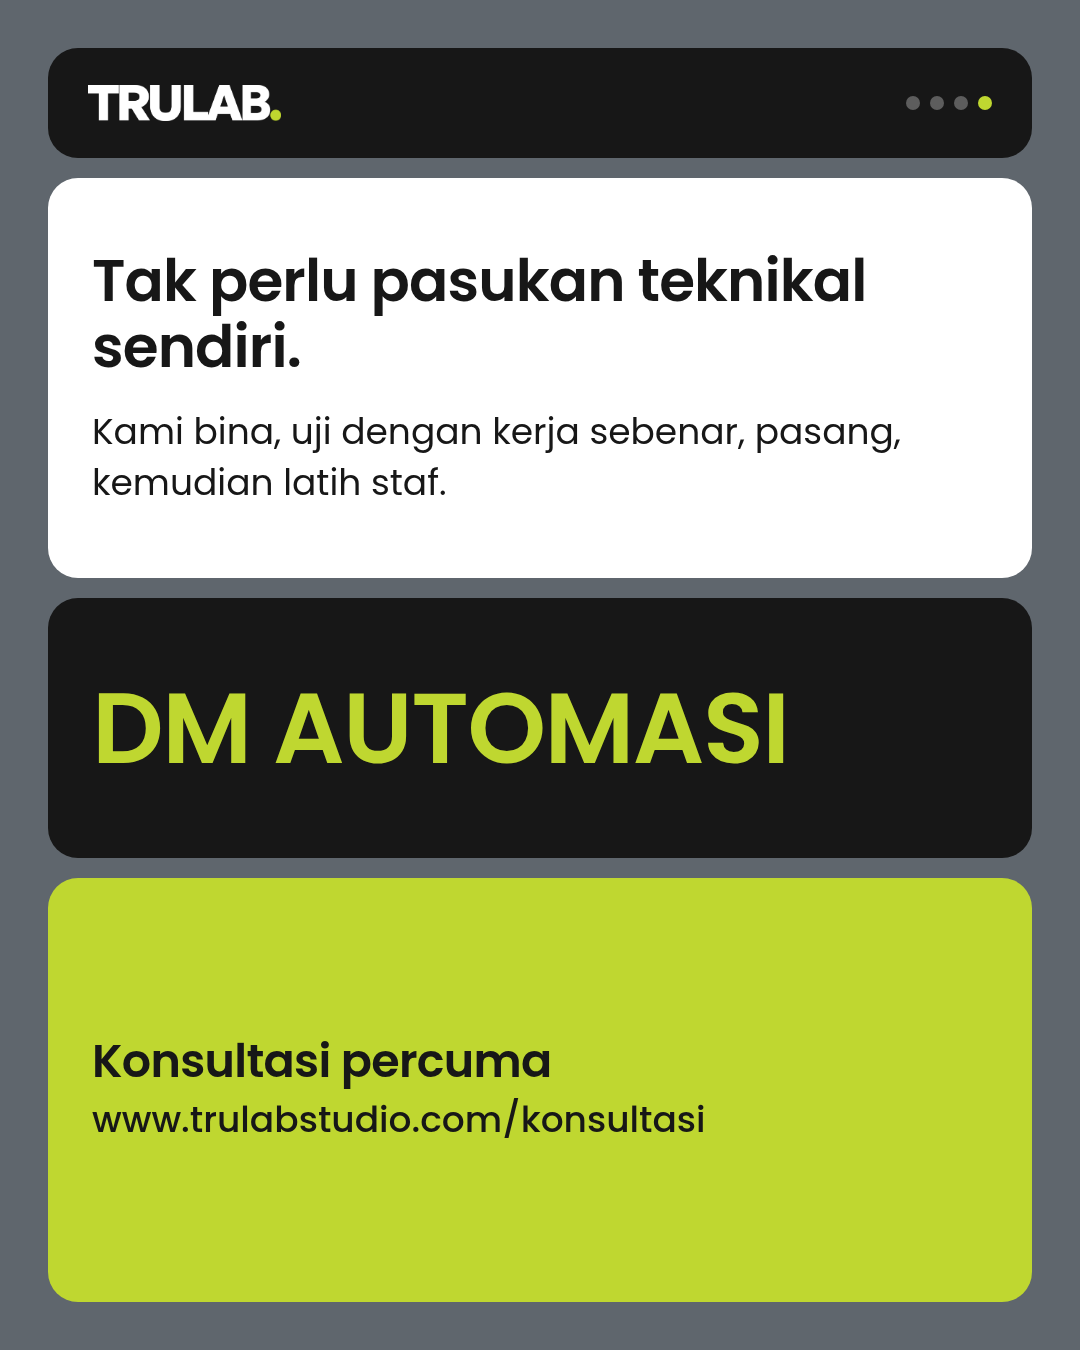 TRULAB.
Tak perlu pasukan teknikal
sendiri.
Kami bina, uji dengan kerja sebenar, pasang,
kemudian latih staf.
DM AUTOMASI
Konsultasi percuma
www.trulabstudio.com/konsultasi